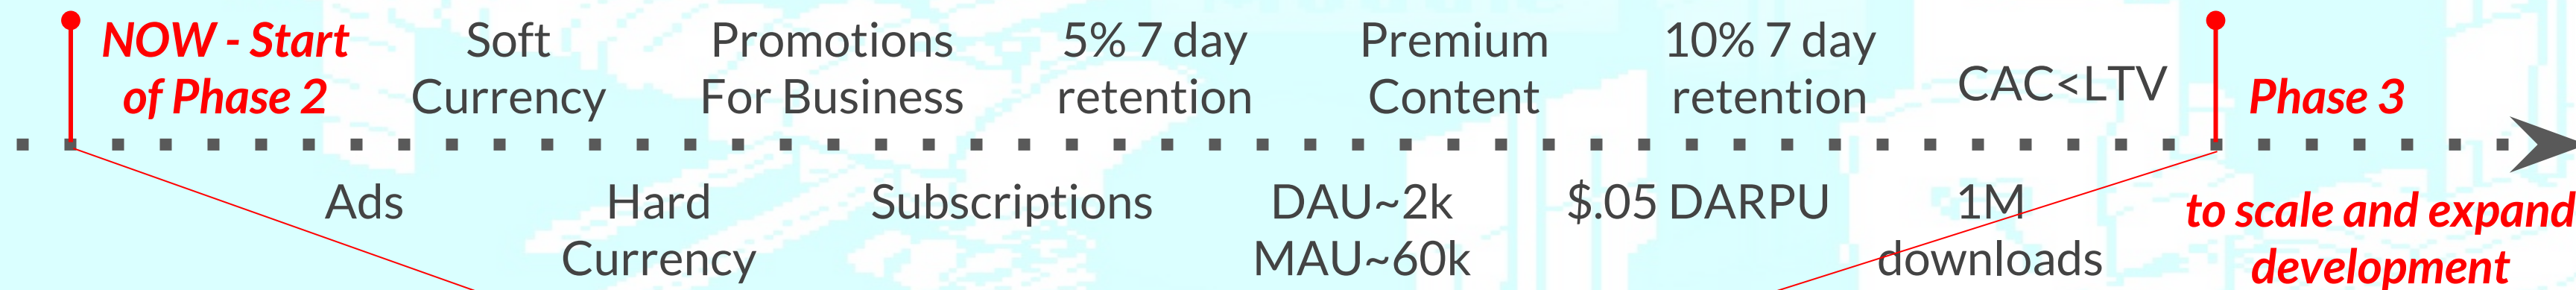 NOW - Start
of Phase 2
Soft
Currency
Promotions
For Business
5% 7 day
retention
Premium
Content
10% 7 day
retention
CAC<LTV
Phase 3
Ads
Hard
Currency
Subscriptions
DAU~2k
MAU~60k
$.05 DARPU
1M
downloads
to scale and expand
development